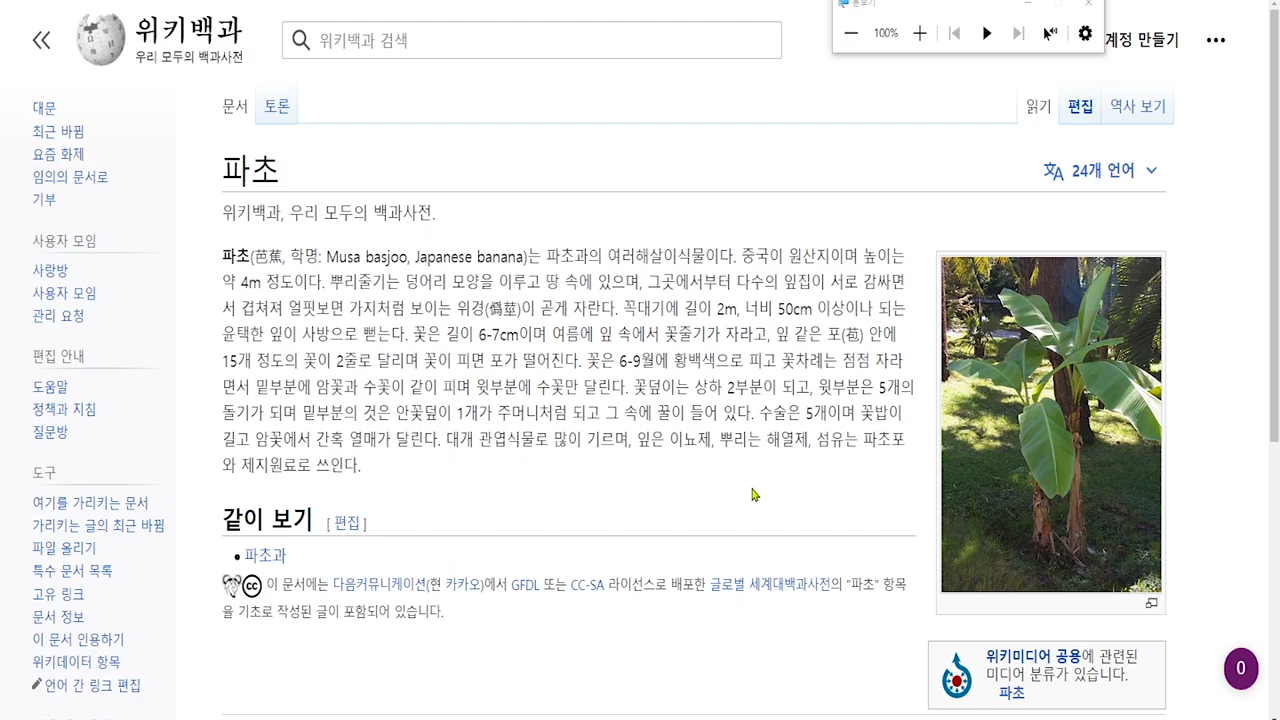 돋보기
위키백과
우리 모두의 백과사전
위키백과 검색
100%
계정 만들기
대문
최근 바뀜
요즘 화제
임의의 문서로
기부
사용자 모임
사랑방
사용자 모임
관리 요청
편집 안내
도움말
정책과 지침
질문방
도구
여기를 가리키는 문서
가리키는 글의 최근 바뀜
파일 올리기
특수 문서 목록
고유 링크
문서 정보
이 문서 인용하기
위키데이터 항목
언어 간 링크 편집
문서 토론 읽기 편집 역사 보기
파초
24개 언어
위키백과, 우리 모두의 백과사전.
파초(芭蕉, 학명: Musa basjoo, Japanese banana)는 파초과의 여러해살이식물이다. 중국이 원산지이며 높이는
약 4m 정도이다. 뿌리줄기는 덩어리 모양을 이루고 땅 속에 있으며, 그곳에서부터 다수의 잎집이 서로 감싸면
서 겹쳐져 얼핏보면 가지처럼 보이는 위경(僞莖)이 곧게 자란다. 꼭대기에 길이 2m, 너비 50cm 이상이나 되는
윤택한 잎이 사방으로 뻗는다. 꽃은 길이 6-7cm이며 여름에 잎 속에서 꽃줄기가 자라고, 잎 같은 포(苞) 안에
15개 정도의 꽃이 2줄로 달리며 꽃이 피면 포가 떨어진다. 꽃은 6-9월에 황백색으로 피고 꽃차례는 점점 자라
면서 밑부분에 암꽃과 수꽃이 같이 피며 윗부분에 수꽃만 달린다. 꽃덮이는 상하 2부분이 되고, 윗부분은 5개의
돌기가 되며 밑부분의 것은 안꽃덮이 1개가 주머니처럼 되고 그 속에 꿀이 들어 있다. 수술은 5개이며 꽃밥이
길고 암꽃에서 간혹 열매가 달린다. 대개 관엽식물로 많이 기르며, 잎은 이뇨제, 뿌리는 해열제, 섬유는 파초포
와 제지원료로 쓰인다.
같이 보기 [ 편집 ]
파초과
이 문서에는 다음커뮤니케이션(현 카카오)에서 GFDL 또는 CC-SA 라이선스로 배포한 글로벌 세계대백과사전의 "파초" 항목
을 기초로 작성된 글이 포함되어 있습니다.
위키미디어 공용에 관련된
미디어 분류가 있습니다.
파초
0